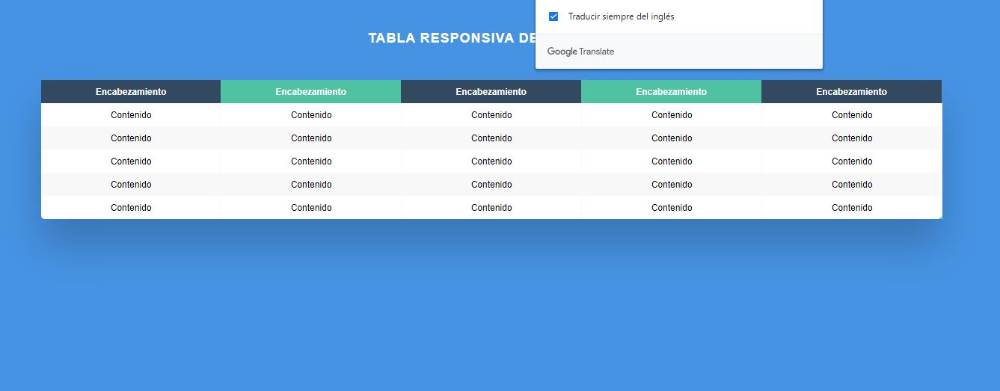 Traducir siempre del inglés
TABLA RESPONSIVA DE
Google Translate
Encabezamiento Encabezamiento Encabezamiento Encabezamiento Encabezamiento
Contenido Contenido Contenido Contenido Contenido
Contenido Contenido Contenido Contenido Contenido
Contenido Contenido Contenido Contenido Contenido
Contenido Contenido Contenido Contenido Contenido
Contenido Contenido Contenido Contenido Contenido